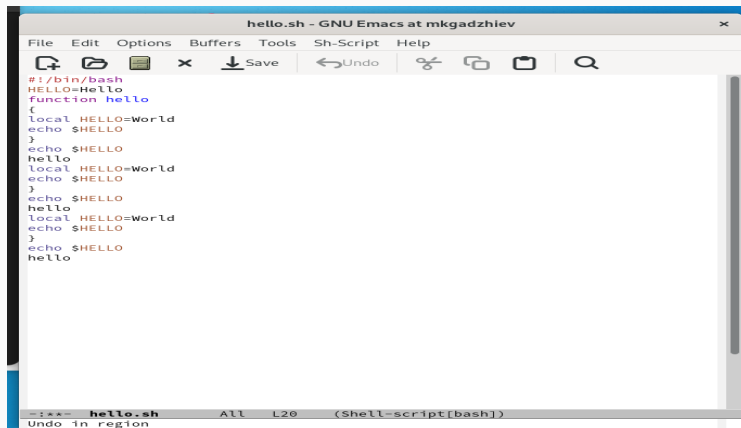 hello.sh - GNU Emacs at mkgadzhiev ×
File Edit Options Buffers Tools Sh-Script Help
Save Undo
#!/bin/bash
HELLO=Hello
function hello
{
local HELLO=World
echo $HELLO
}
echo $HELLO
hello
local HELLO=World
echo $HELLO
}
echo $HELLO
hello
local HELLO=World
echo $HELLO
}
echo $HELLO
hello
-:**- hello.sh All L20 (Shell-script[bash])
Undo in region